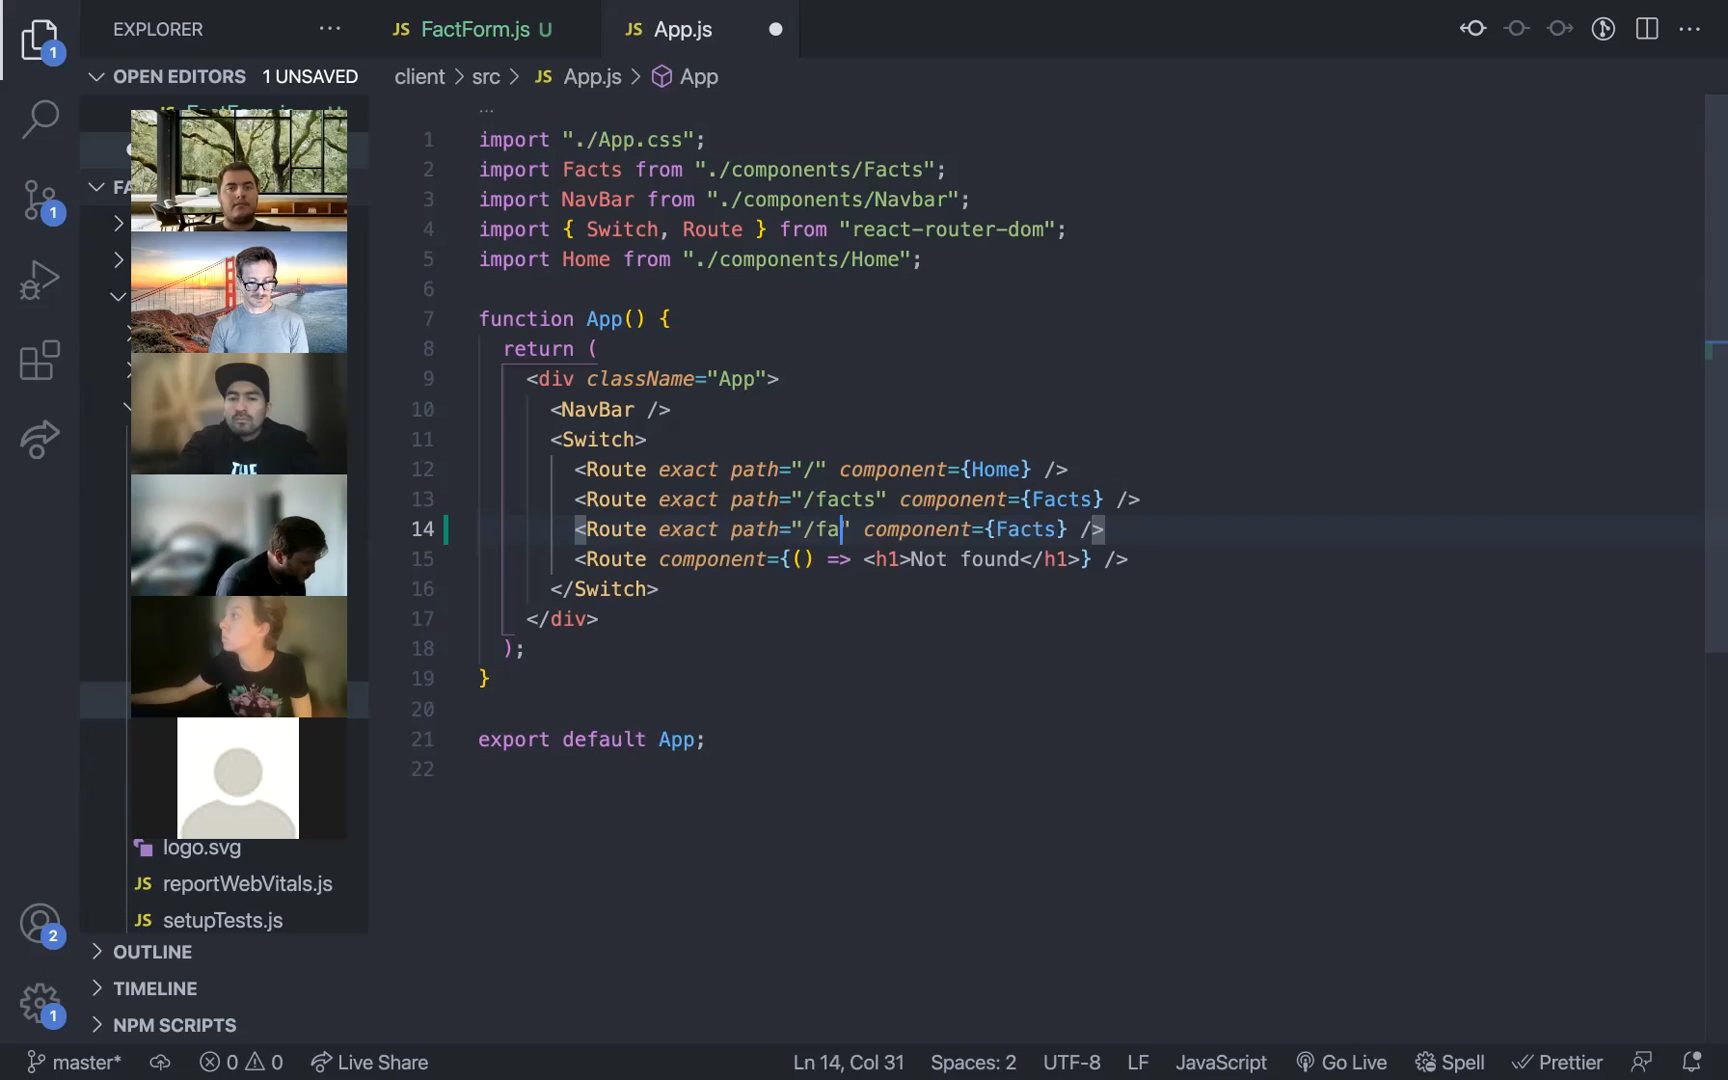 EXPLORER
JS FactForm.js U
JS App.js
1
OPEN EDITORS 1 UNSAVED
client > src > JS App.js > App
FA
...
1 import "./App.css";
2 import Facts from "./components/Facts";
3 import NavBar from "./components/Navbar";
4 import { Switch, Route } from "react-router-dom";
5 import Home from "./components/Home";
6
7 function App() {
8 return (
9 <div className="App">
10 <NavBar />
11 <Switch>
12 <Route exact path="/" component={Home} />
13 <Route exact path="/facts" component={Facts} />
14 <Route exact path="/fa" component={Facts} />
15 <Route component={() => <h1>Not found</h1>} />
16 </Switch>
17 </div>
18 );
19 }
20
21 export default App;
22
1
THE
logo.svg
JS reportWebVitals.js
JS setupTests.js
2
OUTLINE
TIMELINE
1
NPM SCRIPTS
master* 0 0 Live Share Ln 14, Col 31 Spaces: 2 UTF-8 LF JavaScript Go Live Spell Prettier